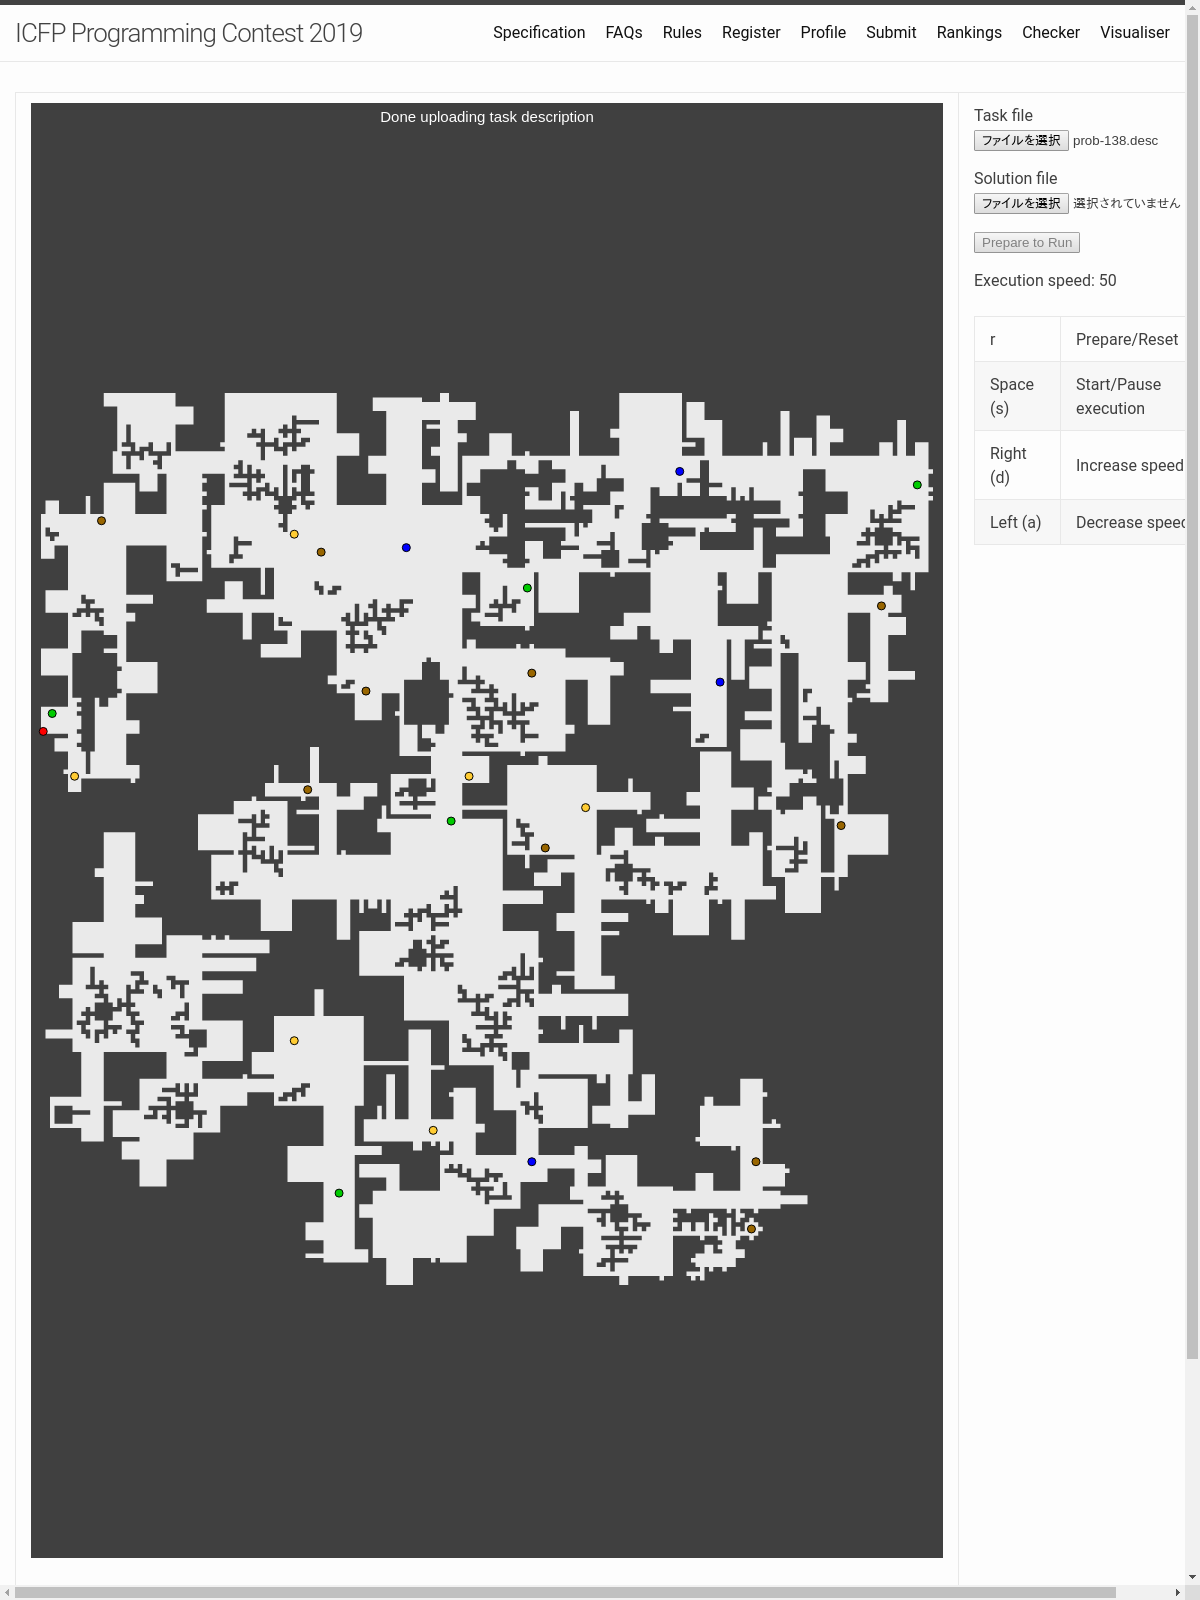 ICFP Programming Contest 2019
Specification FAQs Rules Register Profile Submit Rankings Checker Visualiser
Done uploading task description
Task file
ファイルを選択 prob-138.desc
Solution file
ファイルを選択 選択されていません
Prepare to Run
Execution speed: 50
r Prepare/Reset
Space (s) Start/Pause execution
Right (d) Increase speed
Left (a) Decrease speed